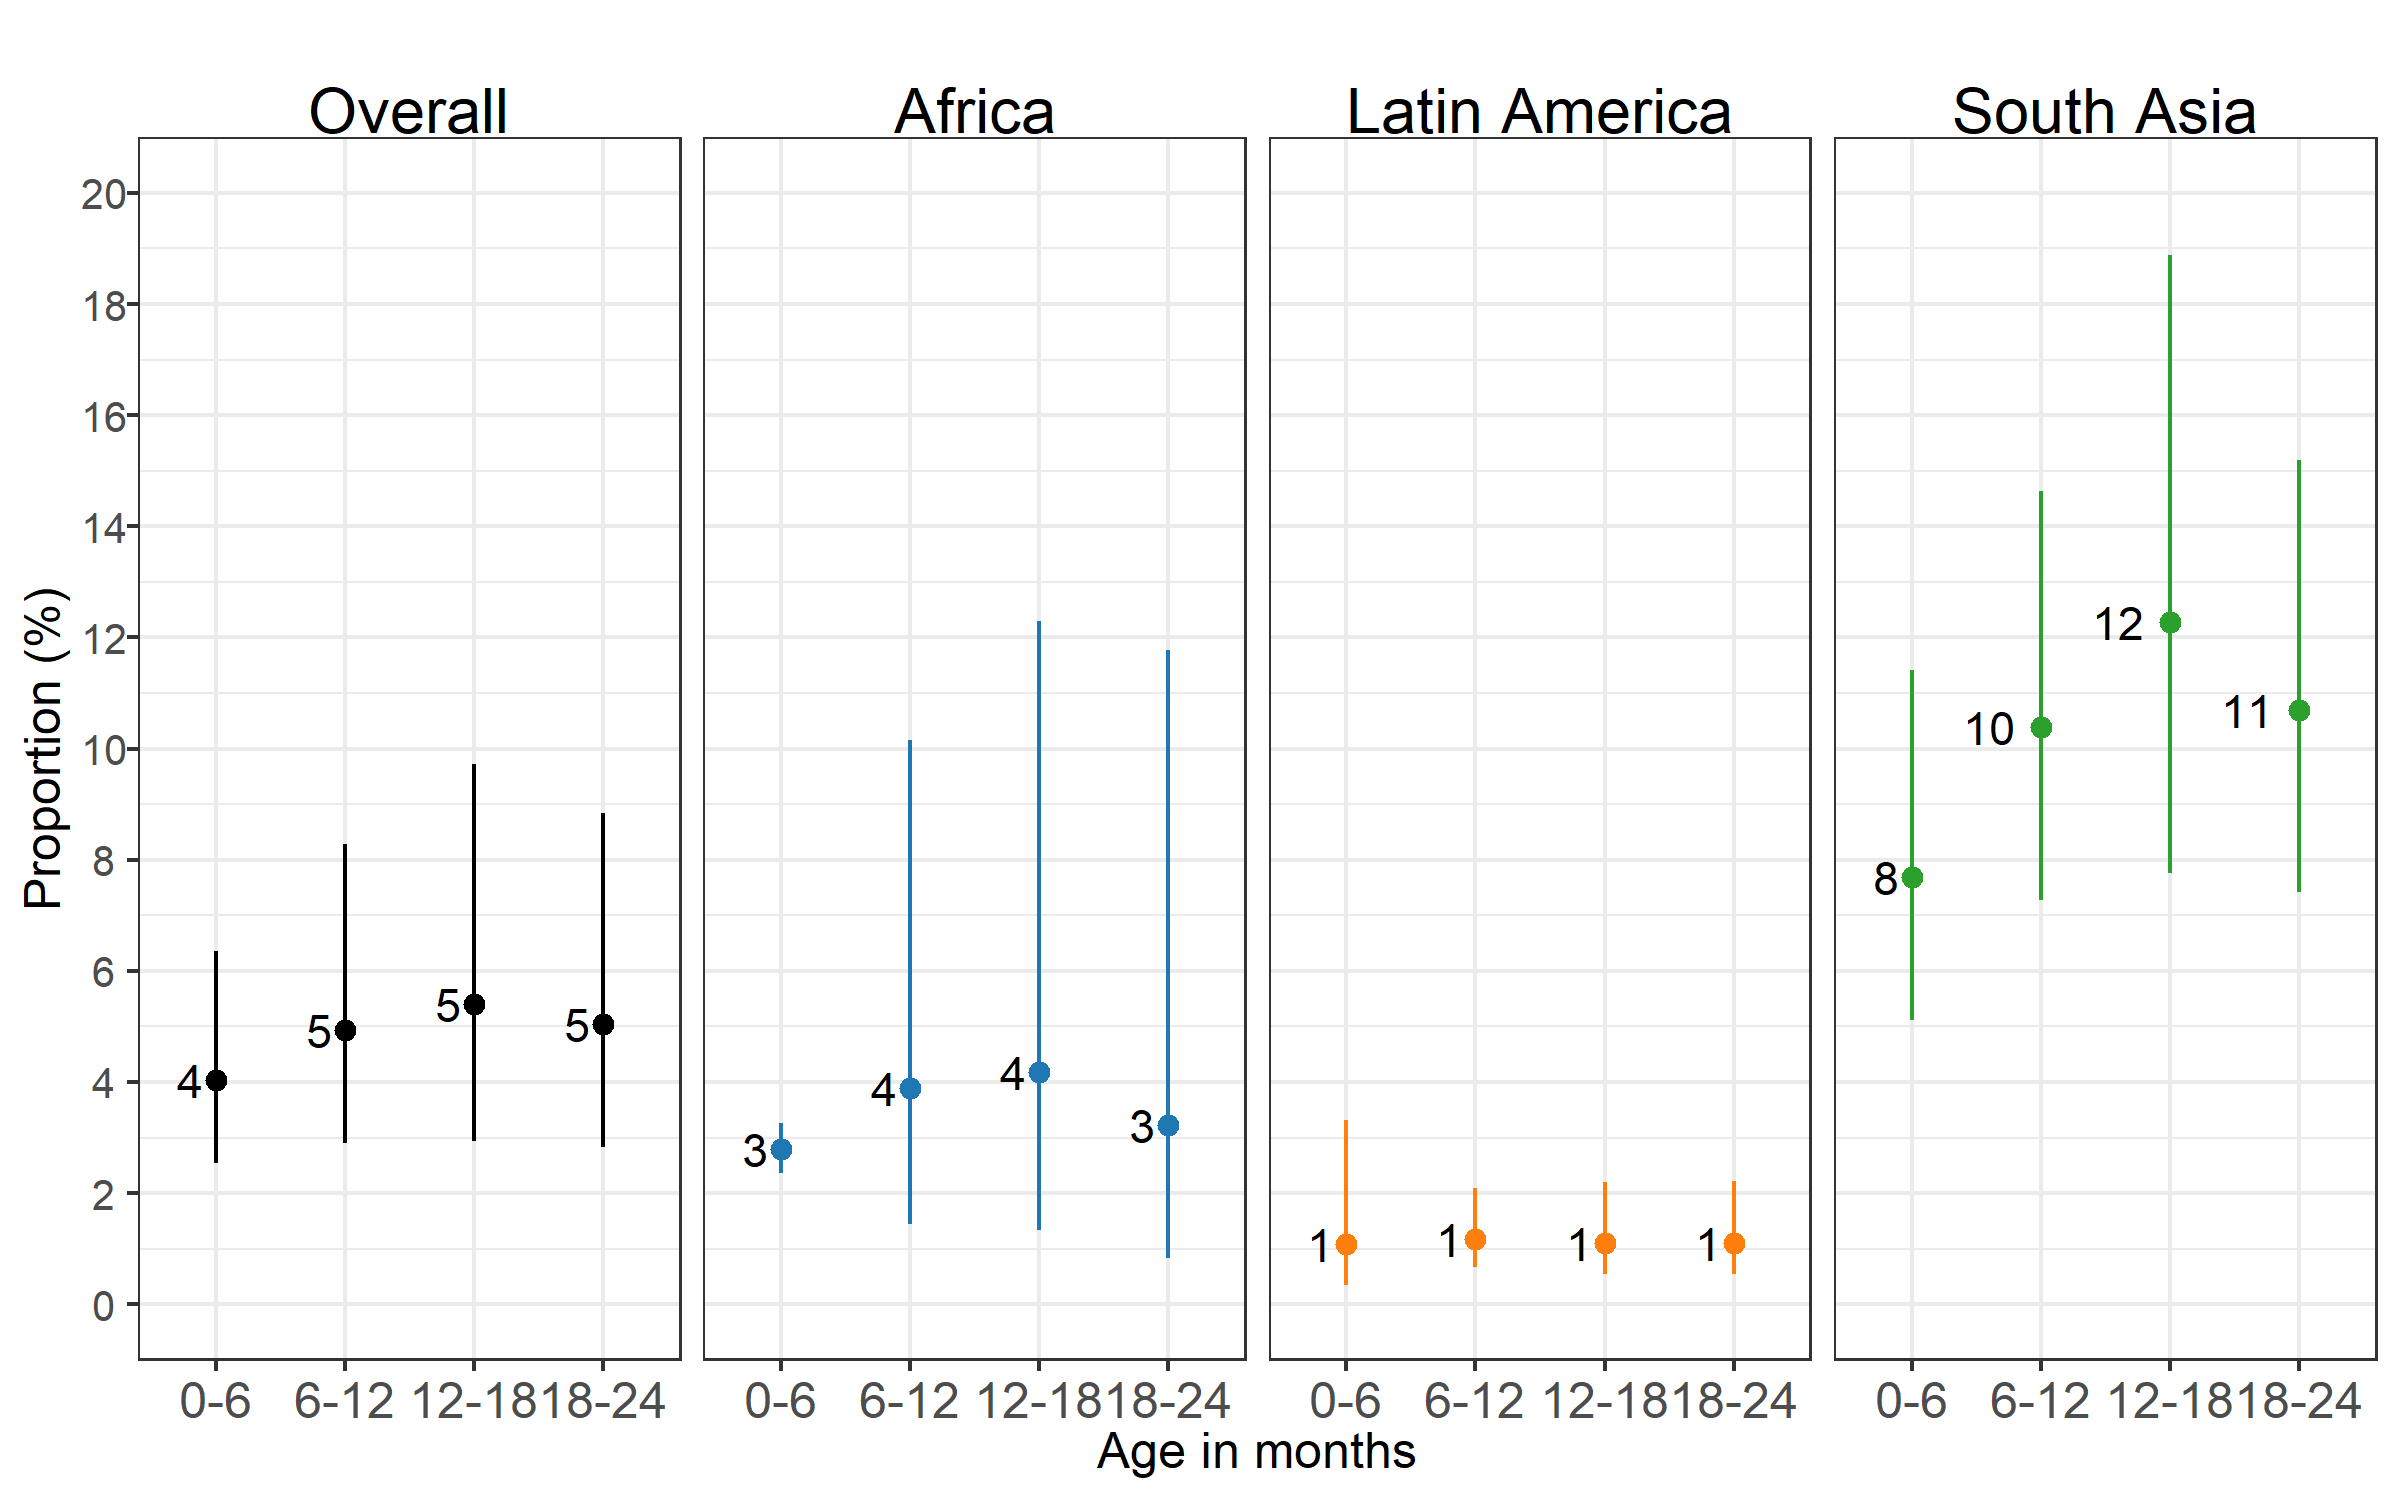 Overall Africa Latin America South Asia
Proportion (%)
20
18
16
14
12
10
8
6
4
2
0
4 5 5 5
3 4 4 3
1 1 1 1
8 10 12 11
0-6 6-12 12-18 18-24 0-6 6-12 12-18 18-24 0-6 6-12 12-18 18-24 0-6 6-12 12-18 18-24
Age in months